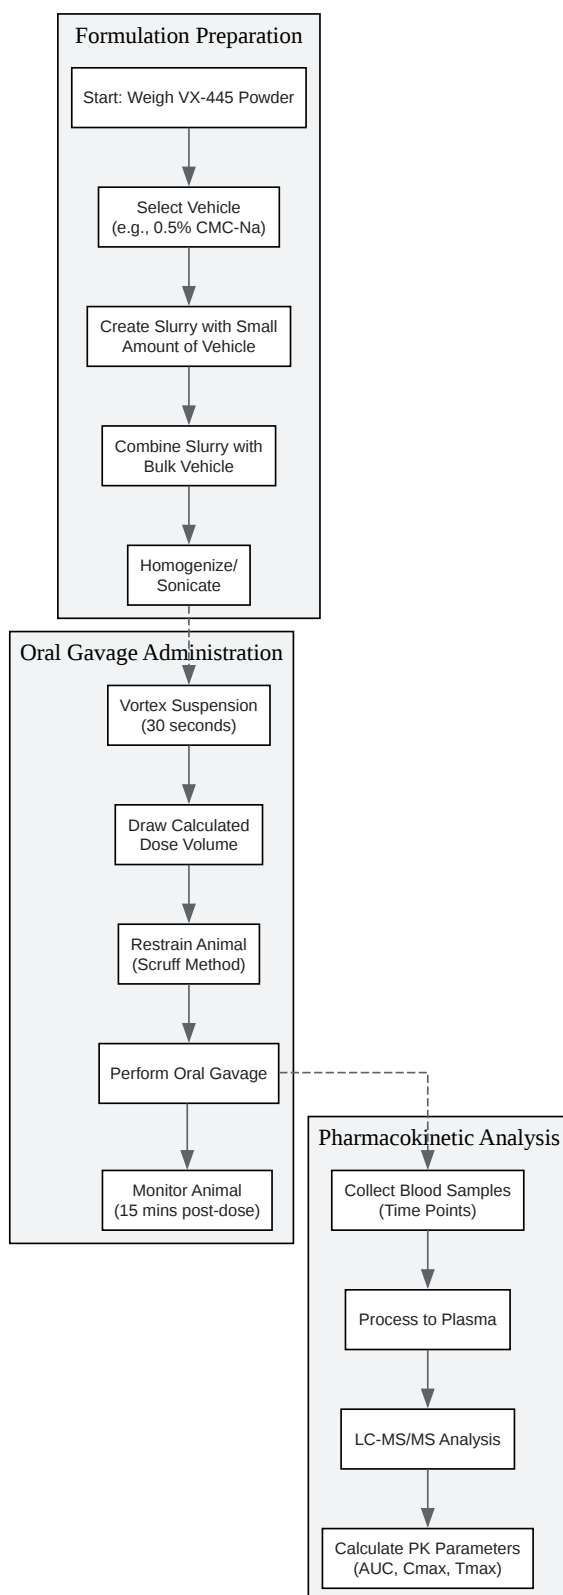 Formulation Preparation
Start: Weigh VX-445 Powder
Select Vehicle
(e.g., 0.5% CMC-Na)
Create Slurry with Small
Amount of Vehicle
Combine Slurry with
Bulk Vehicle
Homogenize/
Sonicate
Oral Gavage Administration
Vortex Suspension
(30 seconds)
Draw Calculated
Dose Volume
Restrain Animal
(Scruff Method)
Perform Oral Gavage
Monitor Animal
(15 mins post-dose)
Pharmacokinetic Analysis
Collect Blood Samples
(Time Points)
Process to Plasma
LC-MS/MS Analysis
Calculate PK Parameters
(AUC, Cmax, Tmax)